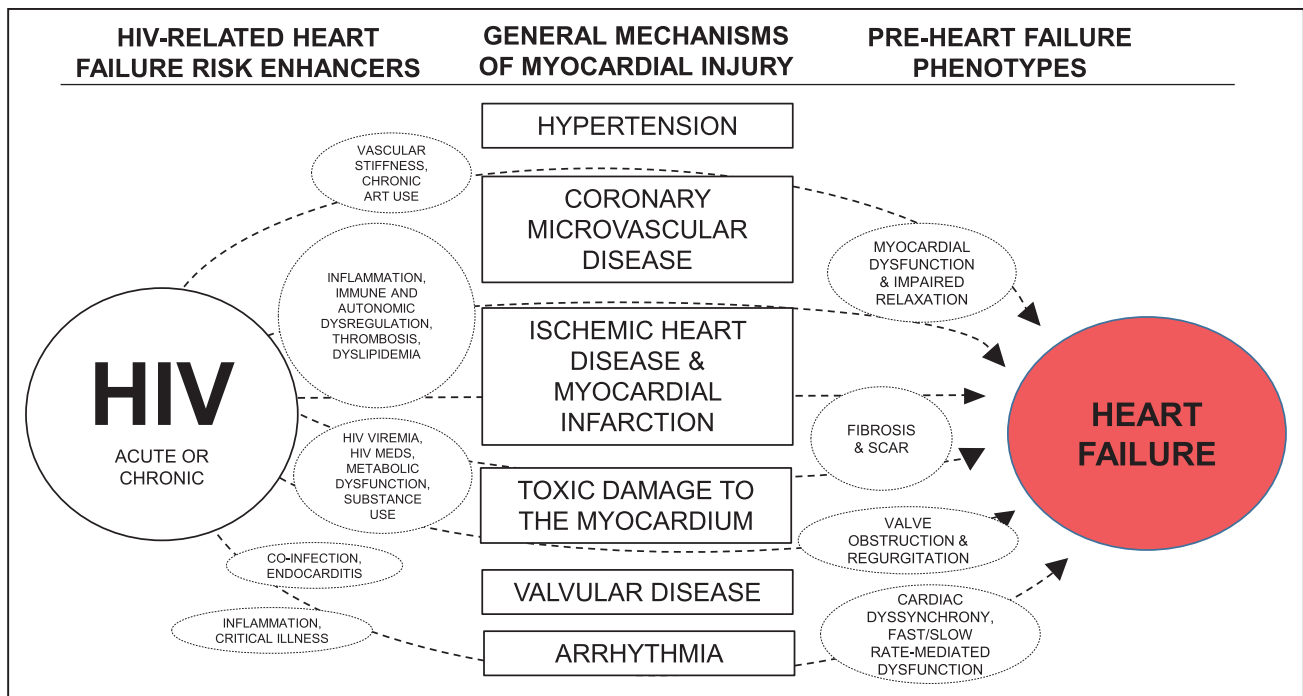 HIV-RELATED HEART
FAILURE RISK ENHANCERS
GENERAL MECHANISMS
OF MYOCARDIAL INJURY
PRE-HEART FAILURE
PHENOTYPES
HIV
ACUTE OR
CHRONIC
VASCULAR
STIFFNESS,
CHRONIC
ART USE
INFLAMMATION,
IMMUNE AND
AUTONOMIC
DYSREGULATION,
THROMBOSIS,
DYSLIPIDEMIA
HIV VIREMIA,
HIV MEDS,
METABOLIC
DYSFUNCTION,
SUBSTANCE
USE
CO-INFECTION,
ENDOCARDITIS
INFLAMMATION,
CRITICAL ILLNESS
HYPERTENSION
CORONARY
MICROVASCULAR
DISEASE
ISCHEMIC HEART
DISEASE &
MYOCARDIAL
INFARCTION
TOXIC DAMAGE TO
THE MYOCARDIUM
VALVULAR DISEASE
ARRHYTHMIA
MYOCARDIAL
DYSFUNCTION
& IMPAIRED
RELAXATION
FIBROSIS
& SCAR
VALVE
OBSTRUCTION &
REGURGITATION
CARDIAC
DYSSYNCHRONY,
FAST/SLOW
RATE-MEDIATED
DYSFUNCTION
HEART
FAILURE